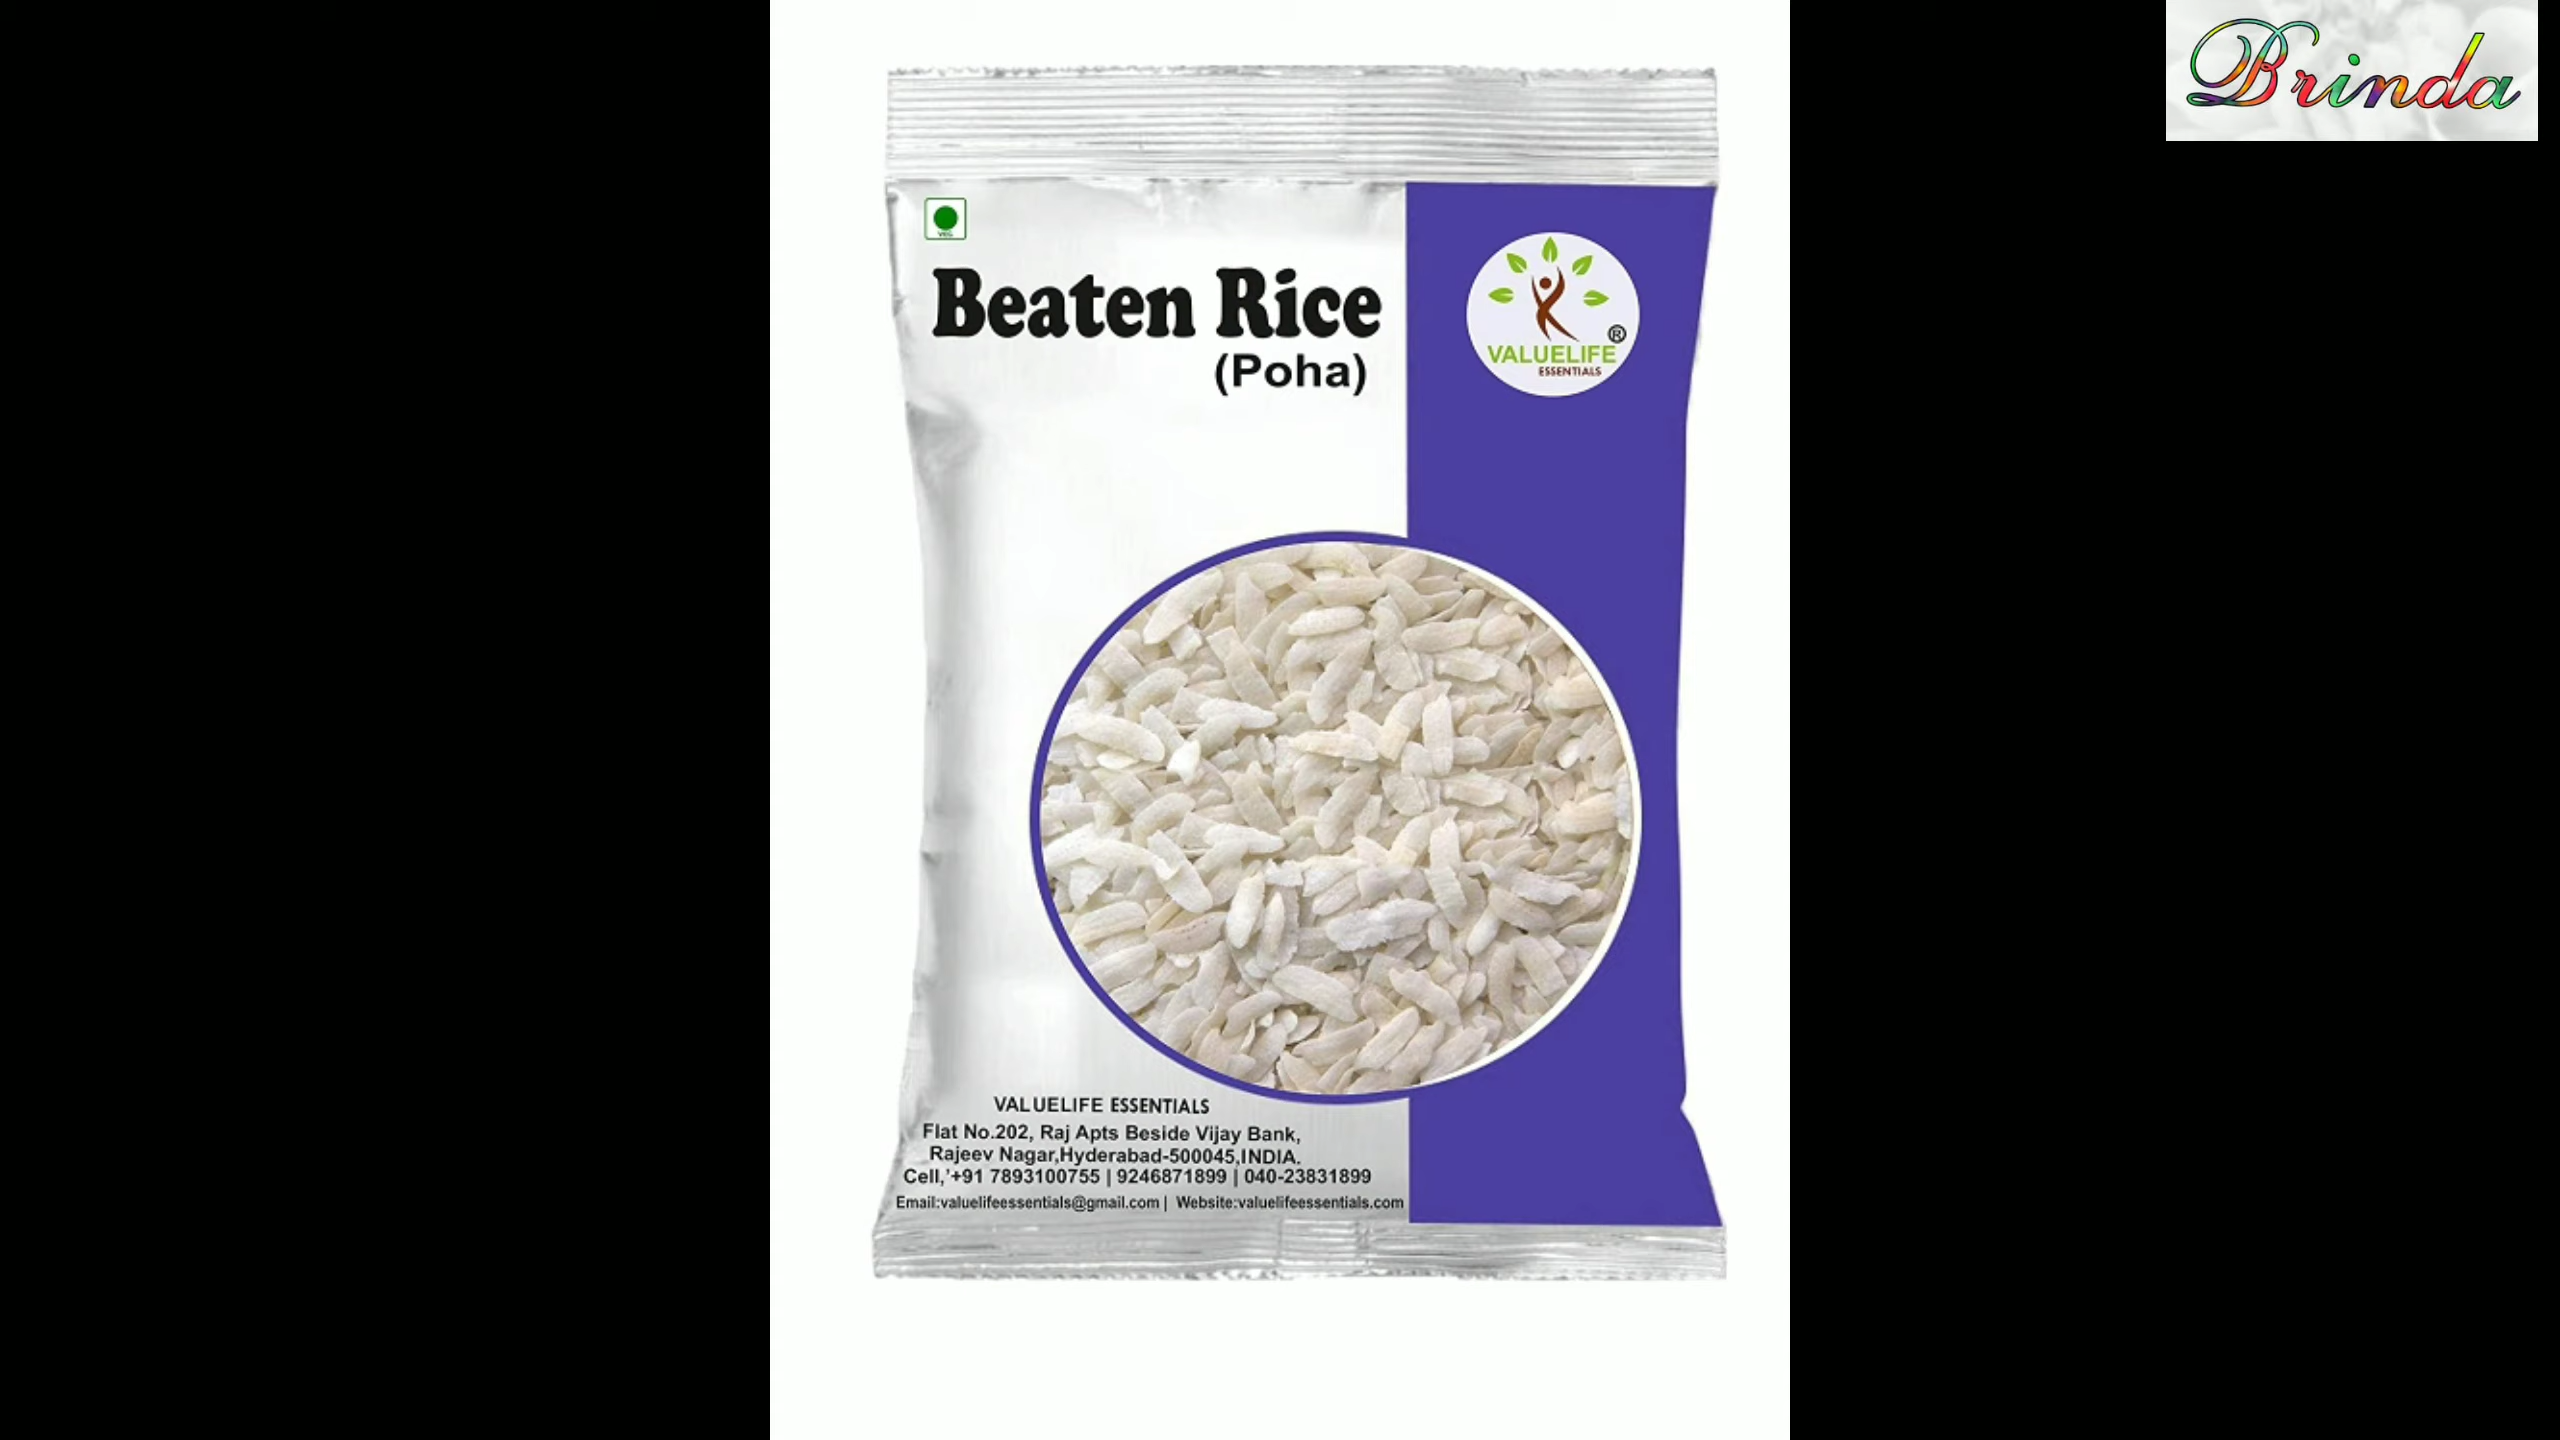 Brinda
VEG
Beaten Rice
(Poha)
VALUELIFE ®
ESSENTIALS
VALUELIFE ESSENTIALS
Flat No.202, Raj Apts Beside Vijay Bank,
Rajeev Nagar,Hyderabad-500045,INDIA.
Cell,'+91 7893100755 | 9246871899 | 040-23831899
Email:valuelifeessentials@gmail.com | Website:valuelifeessentials.com